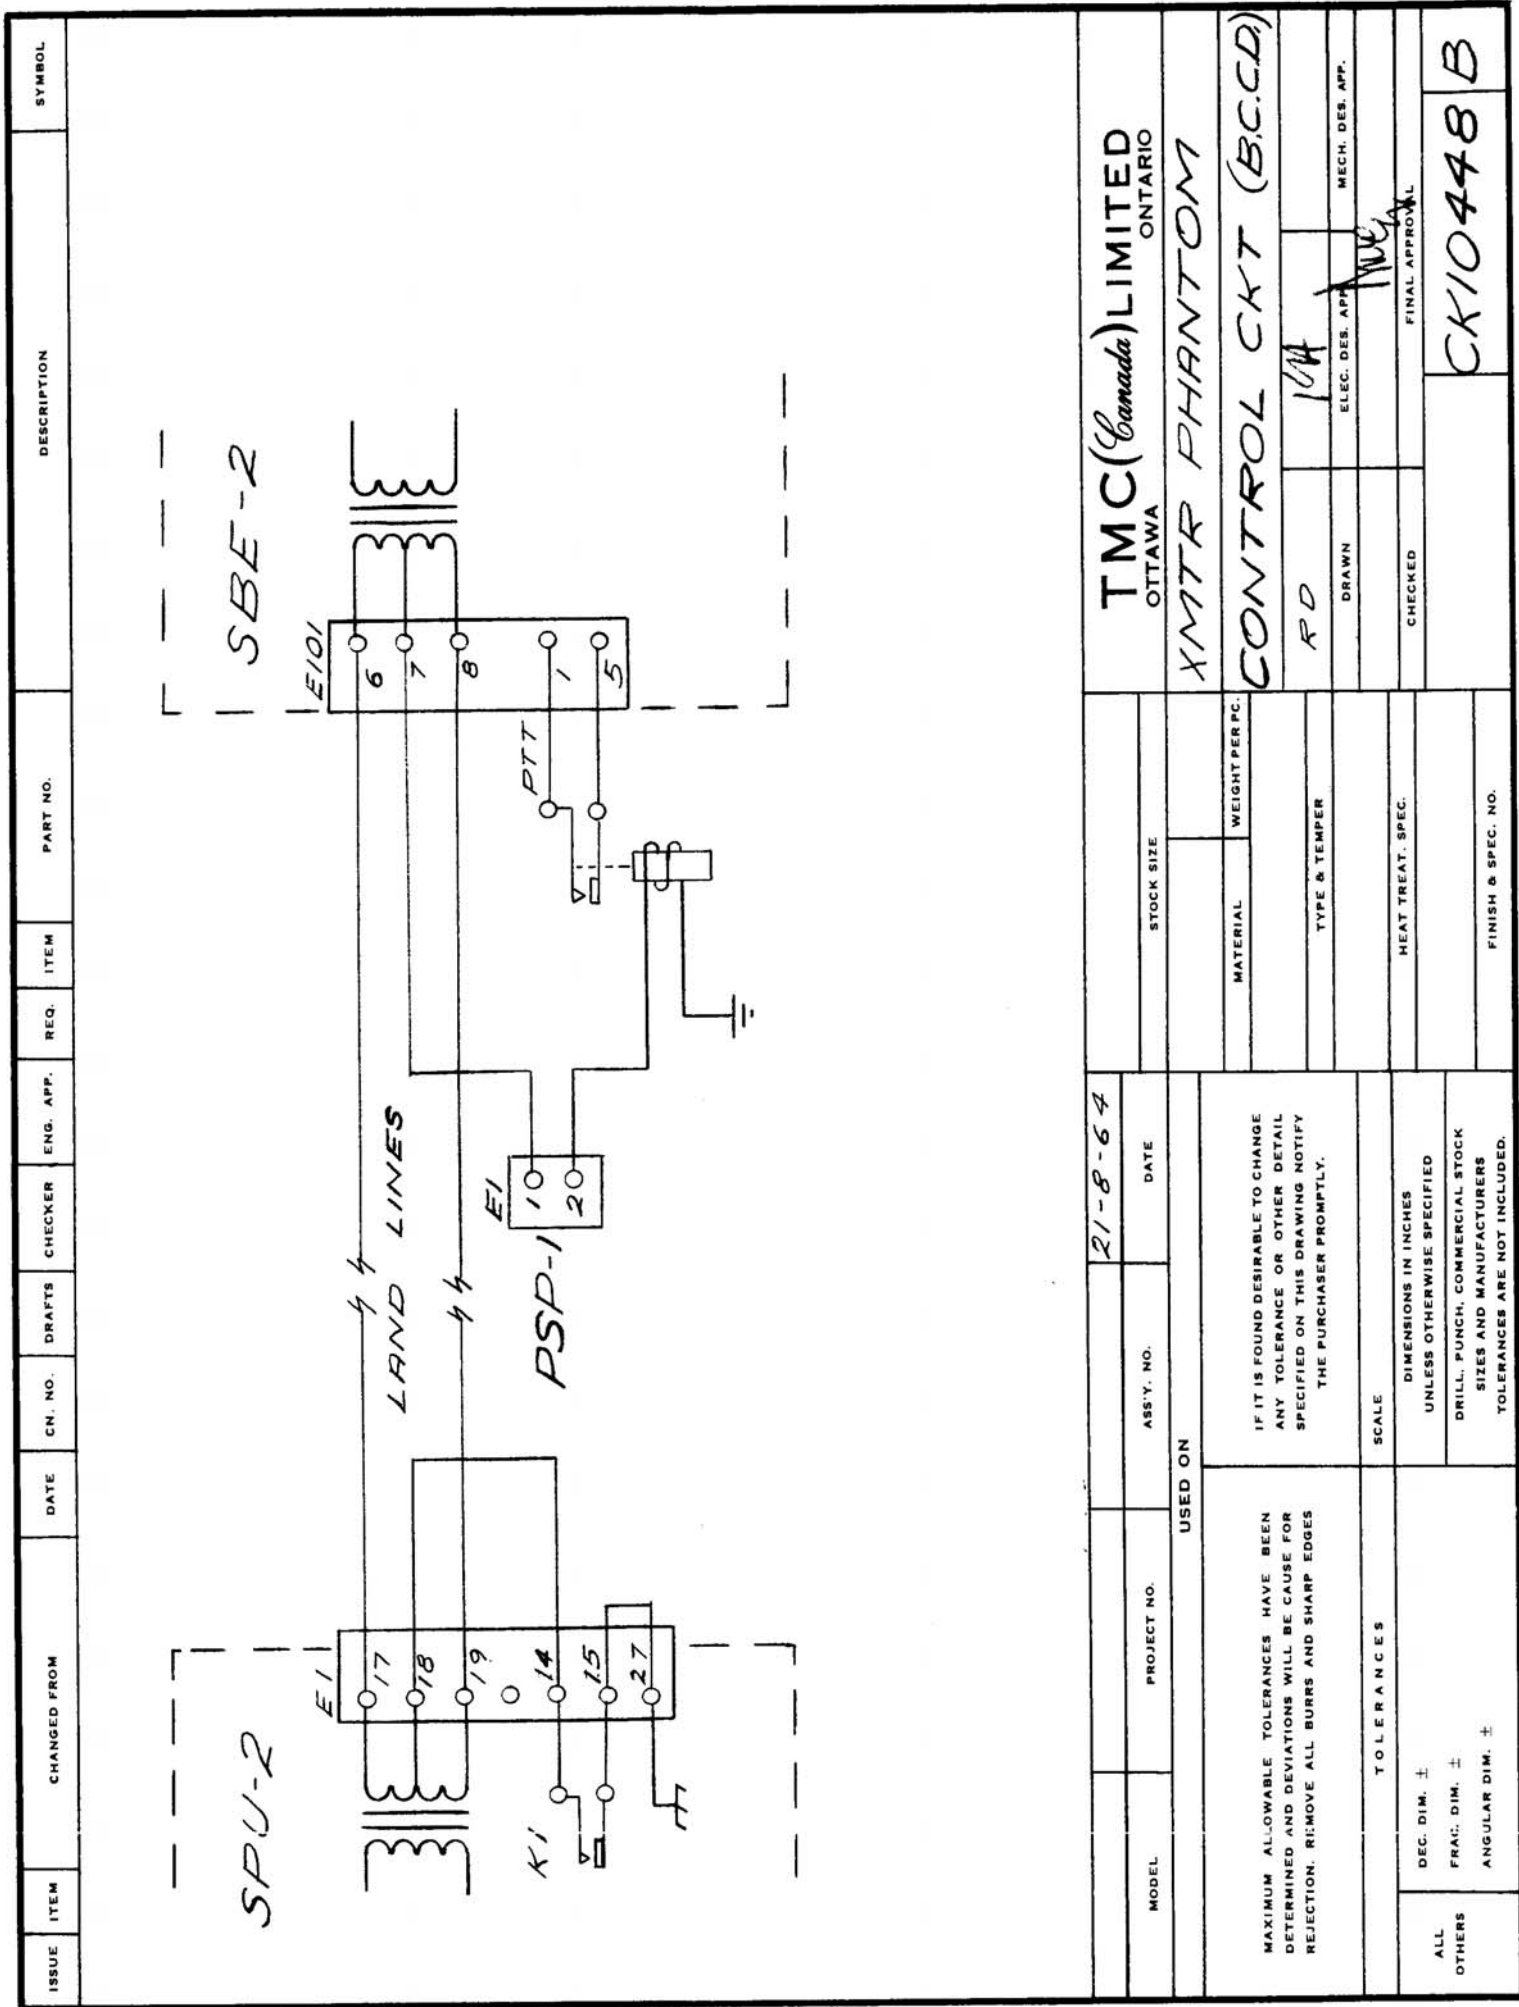 ISSUE ITEM CHANGED FROM DATE CN. NO. DRAFTS CHECKER ENG. APP. REQ. ITEM PART NO. DESCRIPTION SYMBOL
SPU-2
SBE-2
E1
17
18
19
14
15
27
K1
LAND LINES
E1
1
2
PSP-1
PTT
E101
6
7
8
1
5
21-8-64
MODEL PROJECT NO. ASS'Y. NO. DATE
USED ON
MAXIMUM ALLOWABLE TOLERANCES HAVE BEEN
DETERMINED AND DEVIATIONS WILL BE CAUSE FOR
REJECTION. REMOVE ALL BURRS AND SHARP EDGES
IF IT IS FOUND DESIRABLE TO CHANGE
ANY TOLERANCE OR OTHER DETAIL
SPECIFIED ON THIS DRAWING NOTIFY
THE PURCHASER PROMPTLY.
TOLERANCES
SCALE
ALL
OTHERS
DEC. DIM. ±
FRAC. DIM. ±
ANGULAR DIM. ±
DIMENSIONS IN INCHES
UNLESS OTHERWISE SPECIFIED
DRILL, PUNCH, COMMERCIAL STOCK
SIZES AND MANUFACTURERS
TOLERANCES ARE NOT INCLUDED.
STOCK SIZE
MATERIAL WEIGHT PER PC.
TYPE & TEMPER
HEAT TREAT. SPEC.
FINISH & SPEC. NO.
TMC (Canada) LIMITED
OTTAWA ONTARIO
XMTR PHANTOM
CONTROL CKT (B.C.CD.)
RD
DRAWN ELEC. DES. APP. MECH. DES. APP.
CHECKED FINAL APPROVAL
CK10448 B